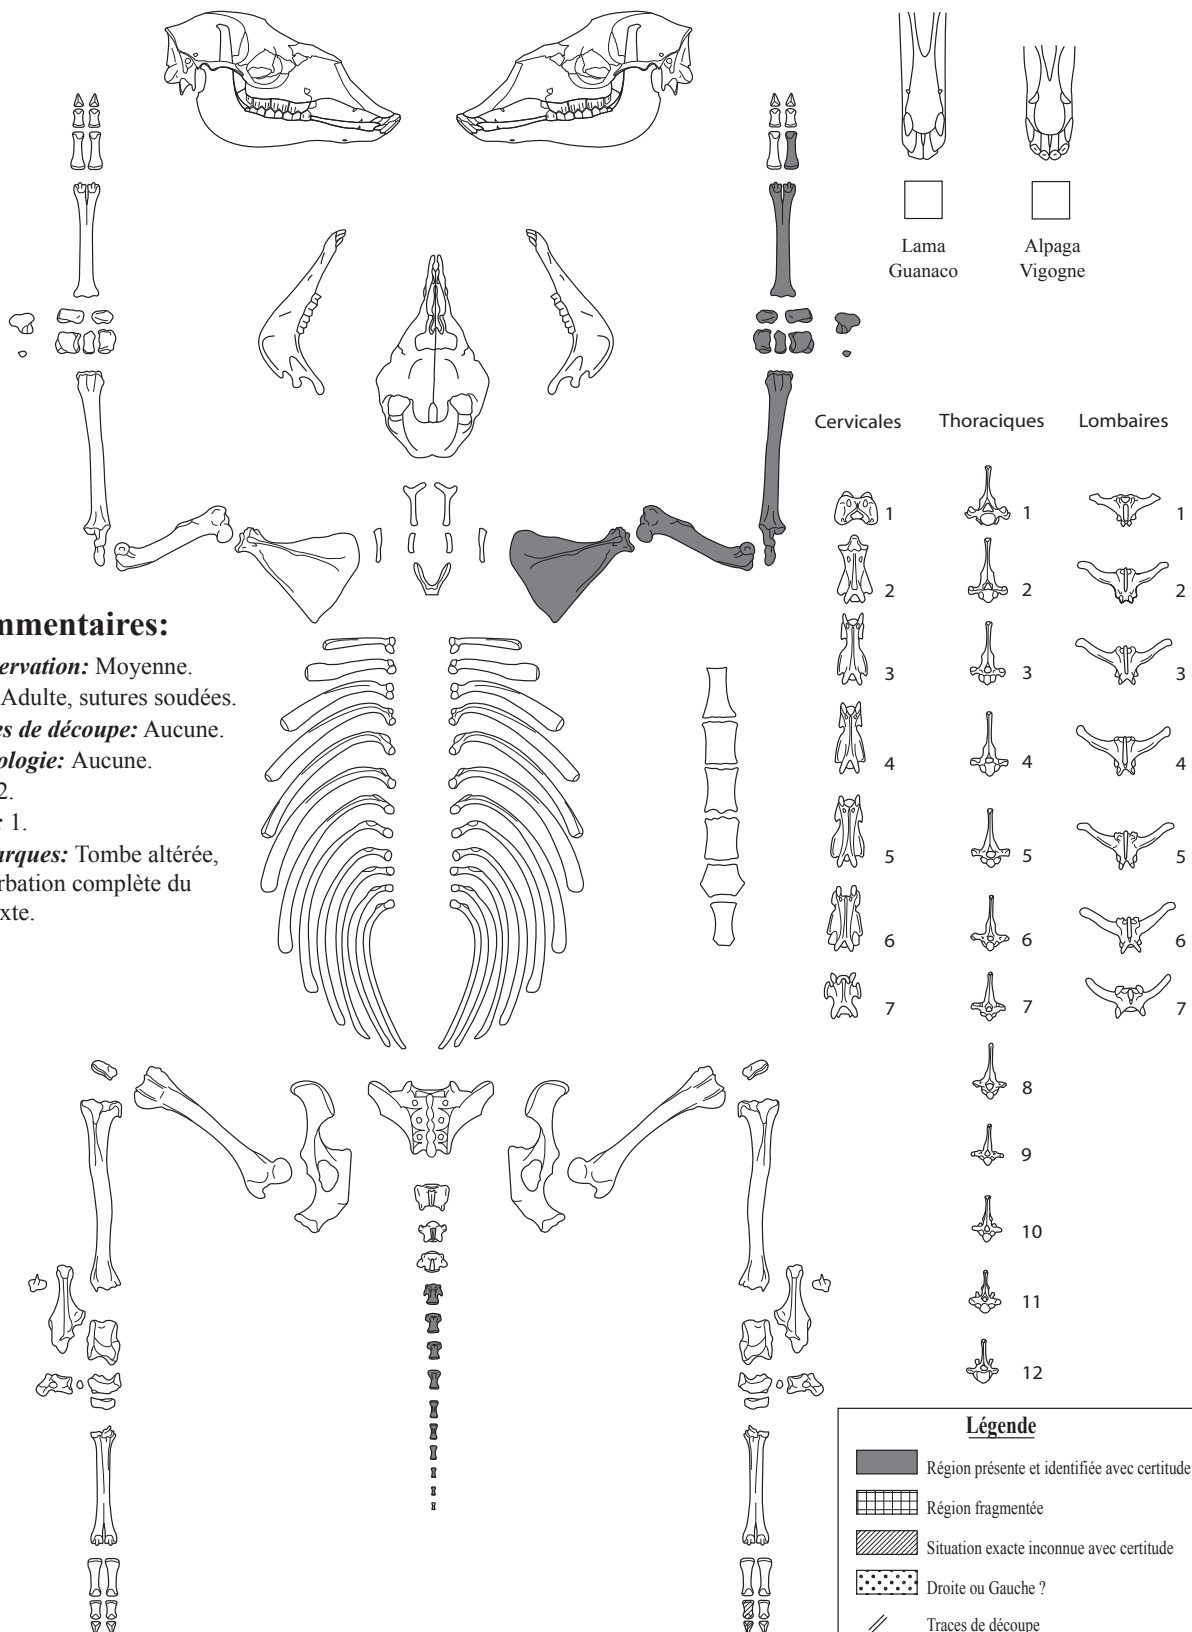 Lama
Guanaco
Alpaga
Vigogne
Cervicales
Thoraciques
Lombaires
1
2
3
4
5
6
7
1
2
3
4
5
6
7
8
9
10
11
12
1
2
3
4
5
6
7
mmentaires:
servation: Moyenne.
Adulte, sutures soudées.
es de découpe: Aucune.
ologie: Aucune.
2.
: 1.
arques: Tombe altérée,
rbation complète du
xte.
Légende
Région présente et identifiée avec certitude
Région fragmentée
Situation exacte inconnue avec certitude
Droite ou Gauche ?
Traces de découpe